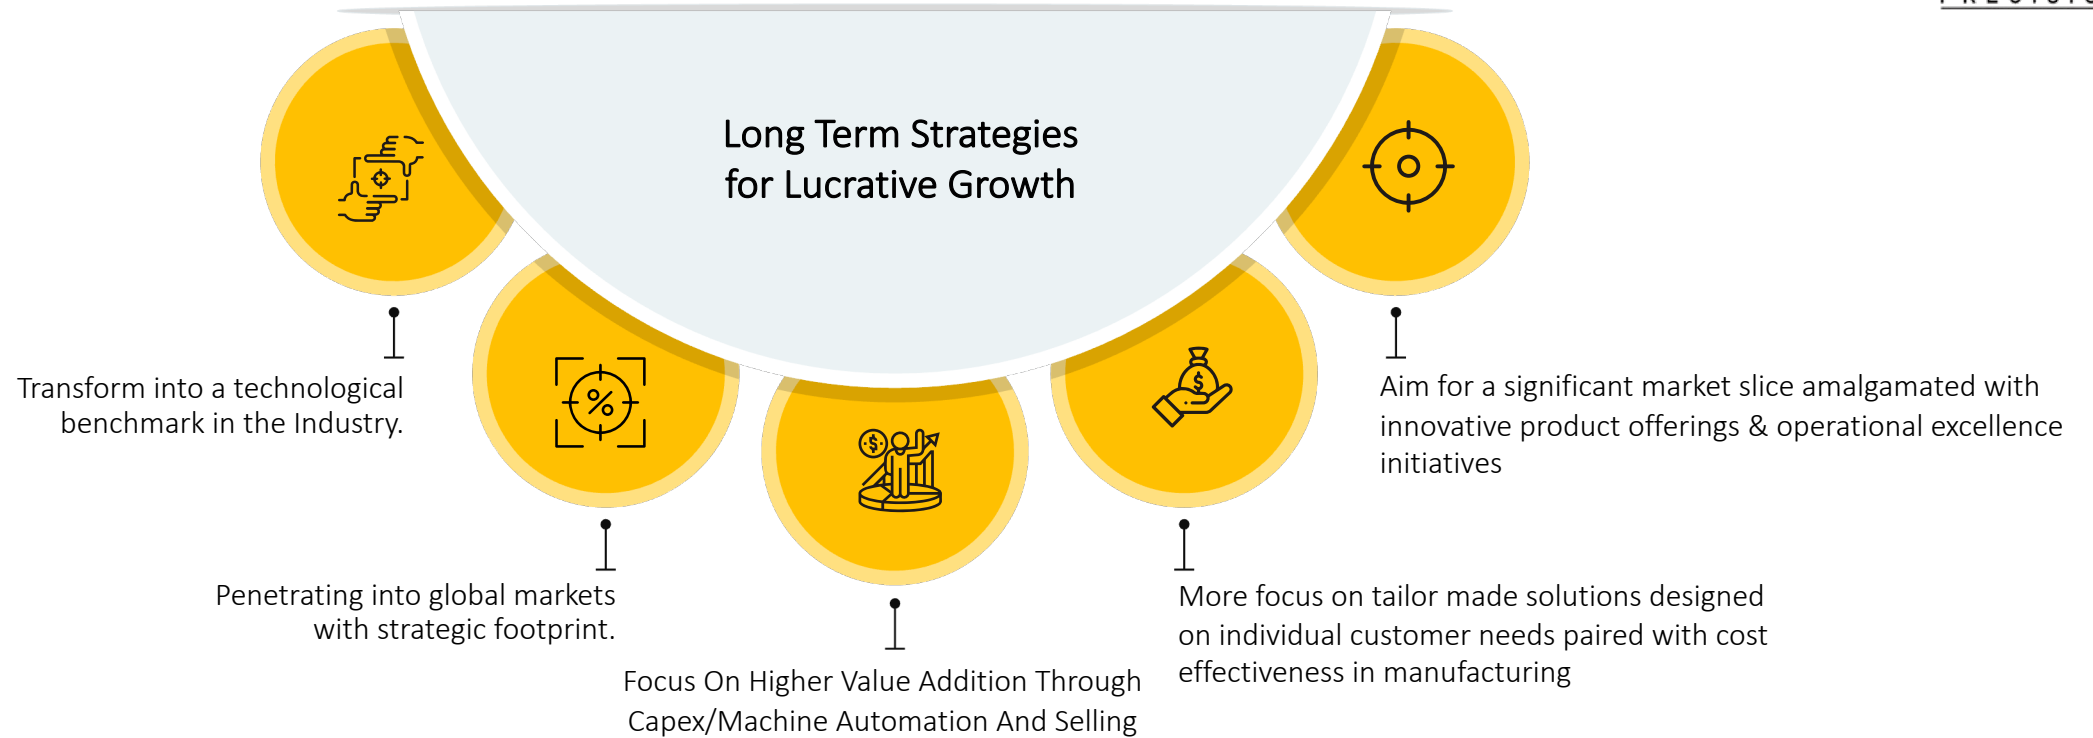 Long Term Strategies
for Lucrative Growth
Transform into a technological
benchmark in the Industry.
Penetrating into global markets
with strategic footprint.
Focus On Higher Value Addition Through
Capex/Machine Automation And Selling
More focus on tailor made solutions designed
on individual customer needs paired with cost
effectiveness in manufacturing
Aim for a significant market slice amalgamated with
innovative product offerings & operational excellence
initiatives